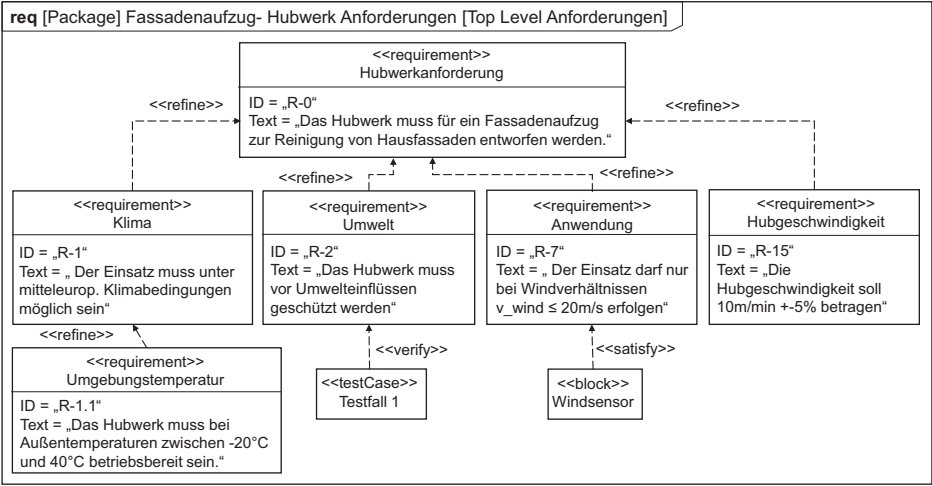 req [Package] Fassadenaufzug- Hubwerk Anforderungen [Top Level Anforderungen]
<<requirement>>
Hubwerkanforderung
ID = „R-0“
Text = „Das Hubwerk muss für ein Fassadenaufzug
zur Reinigung von Hausfassaden entworfen werden.“
<<refine>>
<<refine>>
<<refine>>
<<refine>>
<<requirement>>
Klima
ID = „R-1“
Text = „ Der Einsatz muss unter
mitteleurop. Klimabedingungen
möglich sein“
<<requirement>>
Umwelt
ID = „R-2“
Text = „Das Hubwerk muss
vor Umwelteinflüssen
geschützt werden“
<<requirement>>
Anwendung
ID = „R-7“
Text = „ Der Einsatz darf nur
bei Windverhältnissen
v_wind ≤ 20m/s erfolgen“
<<requirement>>
Hubgeschwindigkeit
ID = „R-15“
Text = „Die
Hubgeschwindigkeit soll
10m/min +-5% betragen“
<<refine>>
<<verify>>
<<satisfy>>
<<requirement>>
Umgebungstemperatur
ID = „R-1.1“
Text = „Das Hubwerk muss bei
Außentemperaturen zwischen -20°C
und 40°C betriebsbereit sein.“
<<testCase>>
Testfall 1
<<block>>
Windsensor